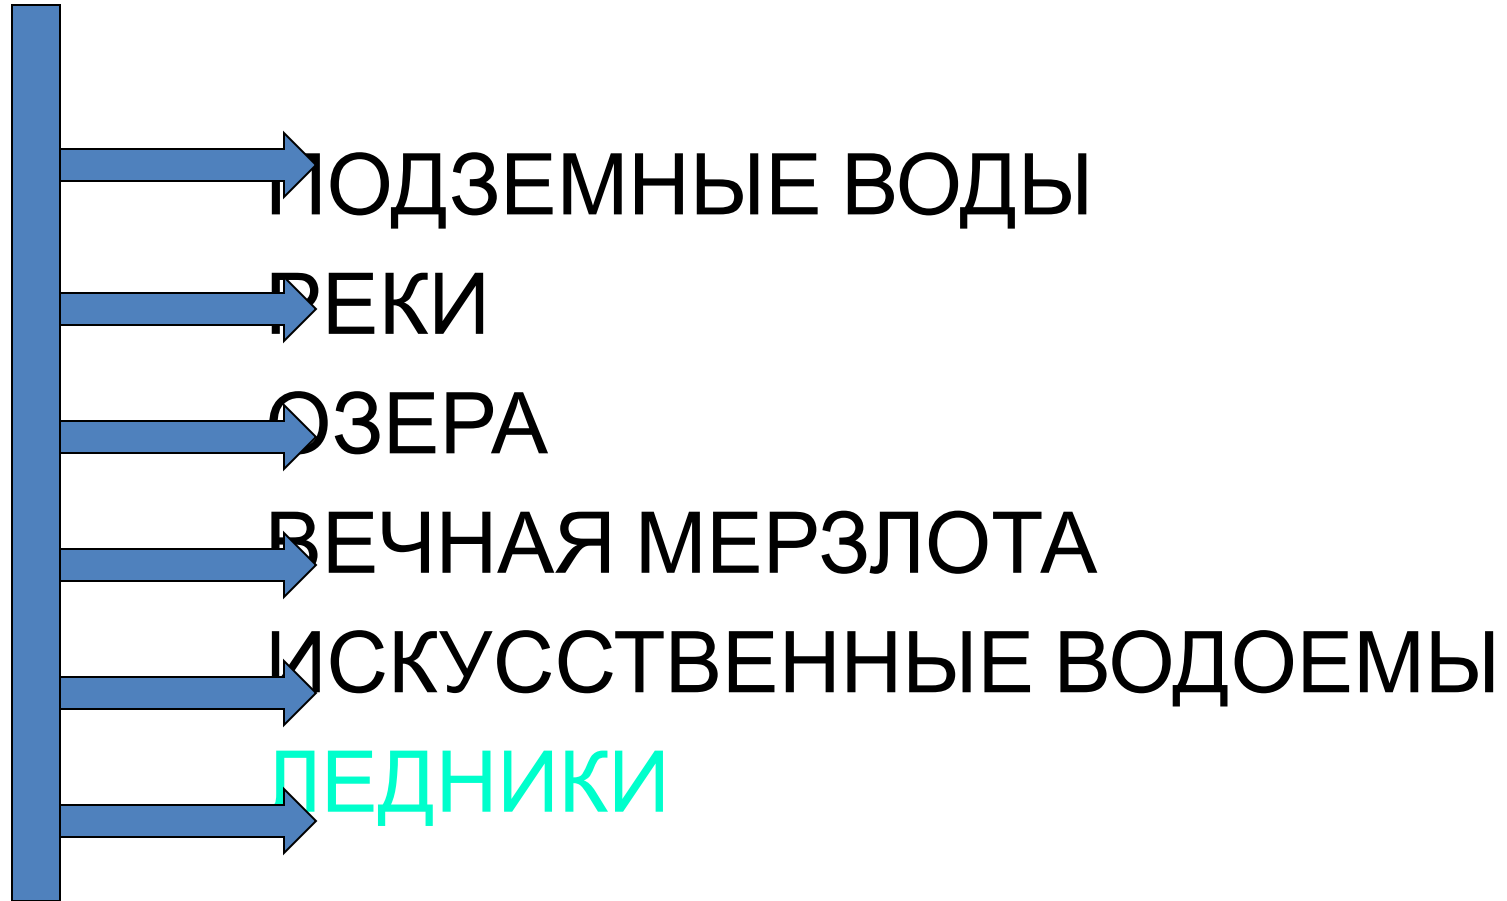 ПОДЗЕМНЫЕ ВОДЫ
РЕКИ
ОЗЕРА
ВЕЧНАЯ МЕРЗЛОТА
ИСКУССТВЕННЫЕ ВОДОЕМЫ
ЛЕДНИКИ